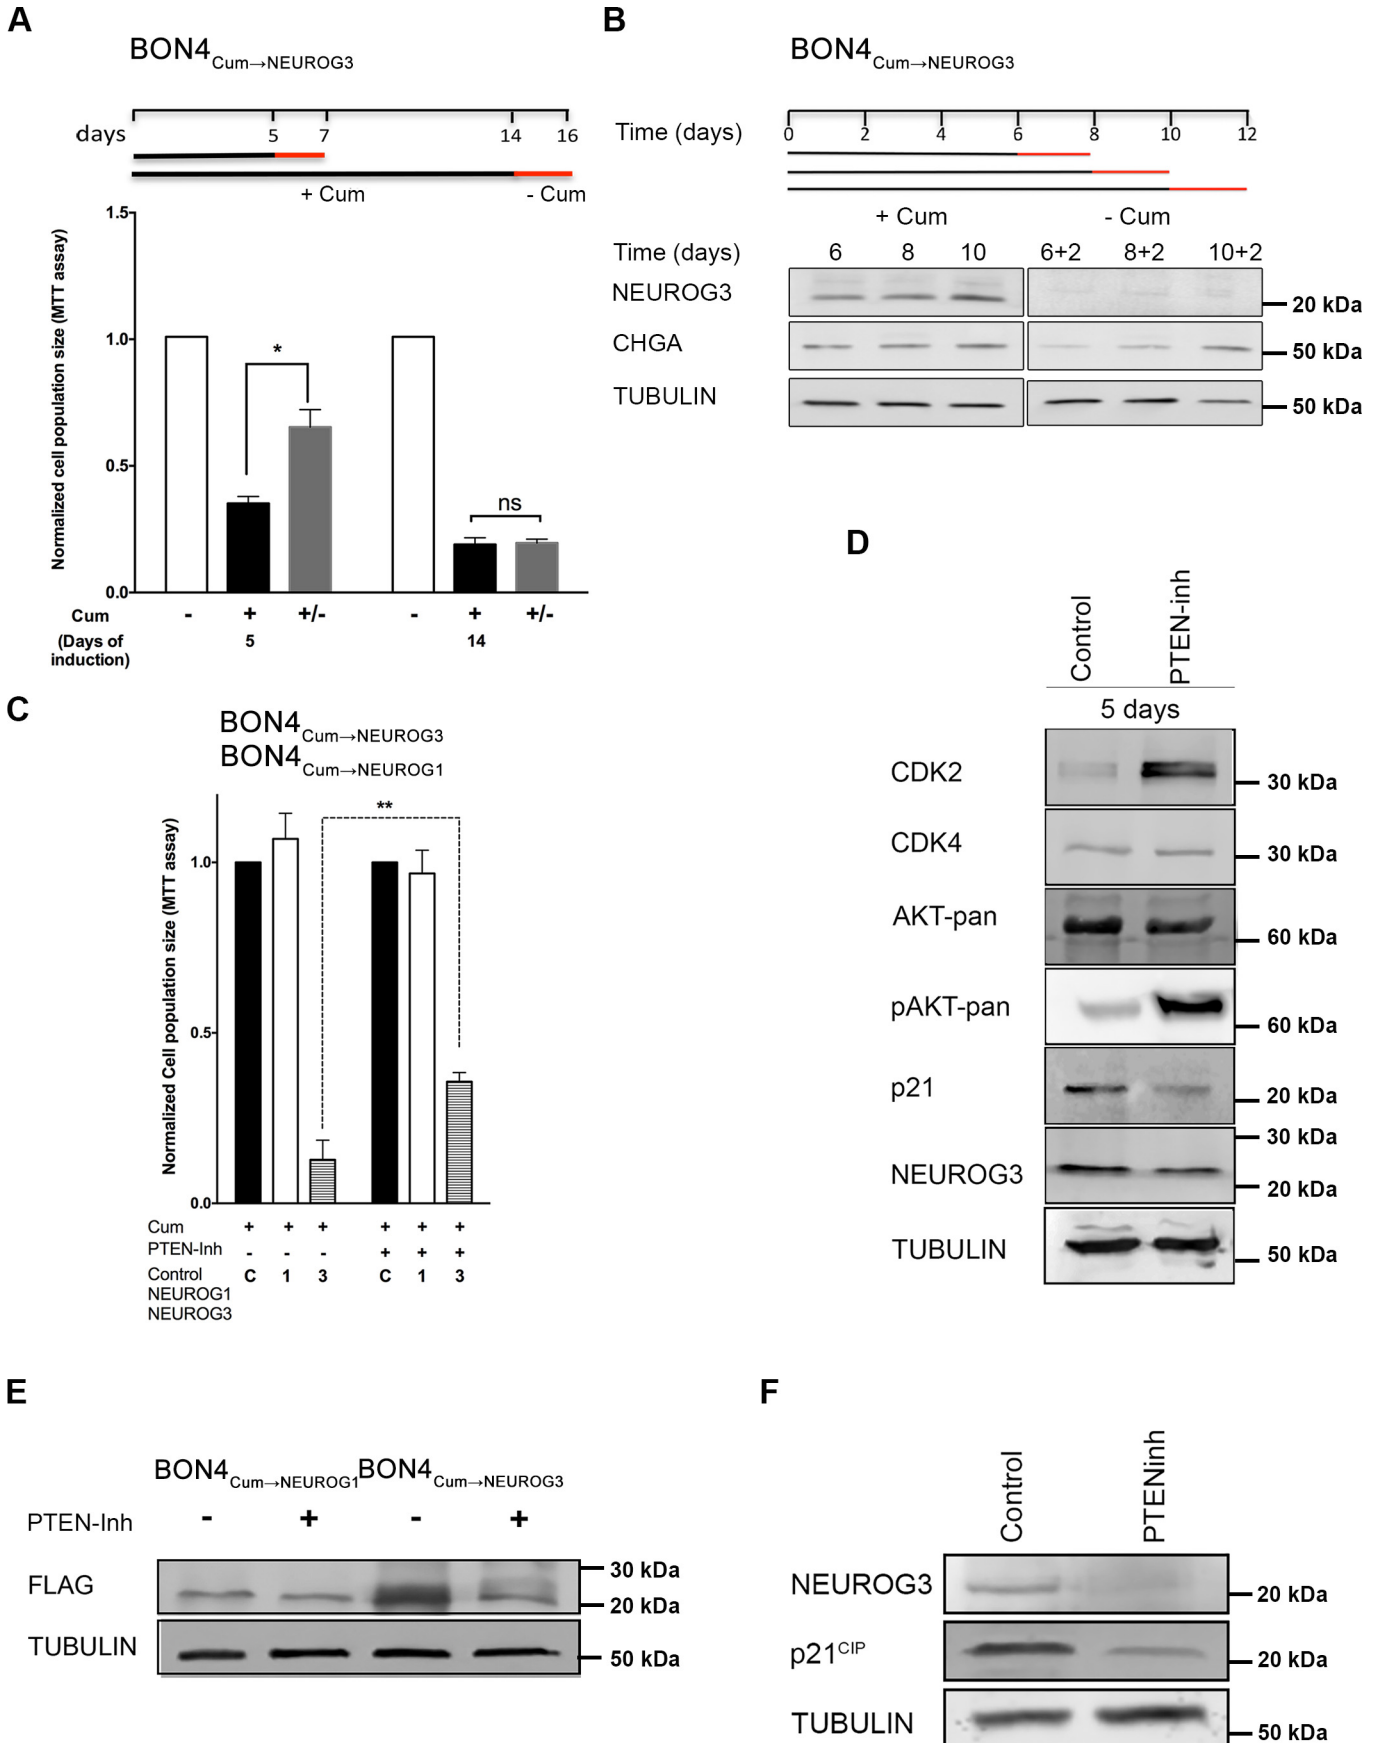 A
BON4Cum→NEUROG3
days 5 7 14 16
+ Cum - Cum
Normalized cell population size (MTT assay)
1.5
1.0
0.5
0.0
*
ns
Cum - + +/- - + +/-
(Days of induction) 5 14
B
BON4Cum→NEUROG3
Time (days) 0 2 4 6 8 10 12
+ Cum - Cum
Time (days) 6 8 10 6+2 8+2 10+2
NEUROG3 20 kDa
CHGA 50 kDa
TUBULIN 50 kDa
C
BON4Cum→NEUROG3
BON4Cum→NEUROG1
Normalized Cell population size (MTT assay)
1.0
0.5
0.0
**
Cum + + + + + +
PTEN-Inh - - - + + +
Control C 1 3 C 1 3
NEUROG1
NEUROG3
D
Control PTEN-inh
5 days
CDK2 30 kDa
CDK4 30 kDa
AKT-pan 60 kDa
pAKT-pan 60 kDa
p21 20 kDa
30 kDa
NEUROG3 20 kDa
TUBULIN 50 kDa
E
BON4Cum→NEUROG1 BON4Cum→NEUROG3
PTEN-Inh - + - +
30 kDa
FLAG 20 kDa
TUBULIN 50 kDa
F
Control PTENinh
NEUROG3 20 kDa
p21CIP 20 kDa
TUBULIN 50 kDa